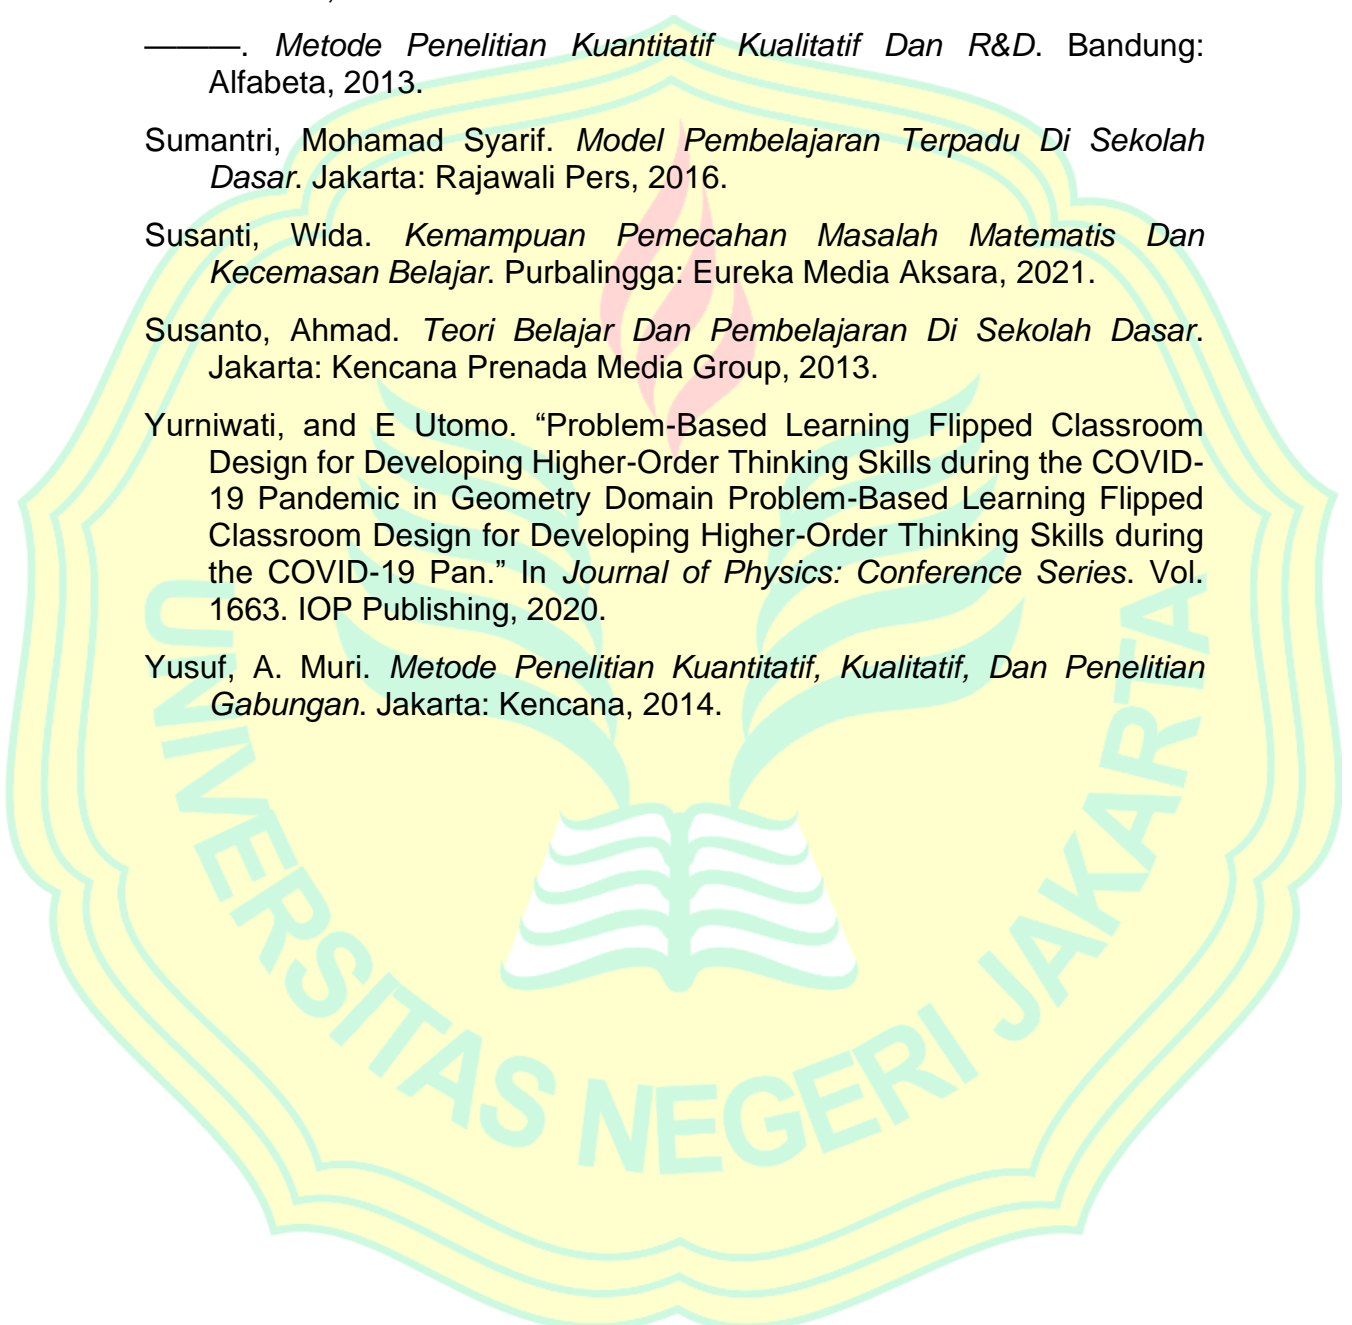 ———. Metode Penelitian Kuantitatif Kualitatif Dan R&D. Bandung:
Alfabeta, 2013.
Sumantri, Mohamad Syarif. Model Pembelajaran Terpadu Di Sekolah
Dasar. Jakarta: Rajawali Pers, 2016.
Susanti, Wida. Kemampuan Pemecahan Masalah Matematis Dan
Kecemasan Belajar. Purbalingga: Eureka Media Aksara, 2021.
Susanto, Ahmad. Teori Belajar Dan Pembelajaran Di Sekolah Dasar.
Jakarta: Kencana Prenada Media Group, 2013.
Yurniwati, and E Utomo. “Problem-Based Learning Flipped Classroom
Design for Developing Higher-Order Thinking Skills during the COVID-
19 Pandemic in Geometry Domain Problem-Based Learning Flipped
Classroom Design for Developing Higher-Order Thinking Skills during
the COVID-19 Pan.” In Journal of Physics: Conference Series. Vol.
1663. IOP Publishing, 2020.
Yusuf, A. Muri. Metode Penelitian Kuantitatif, Kualitatif, Dan Penelitian
Gabungan. Jakarta: Kencana, 2014.
UNIVERSITAS NEGERI JAKARTA